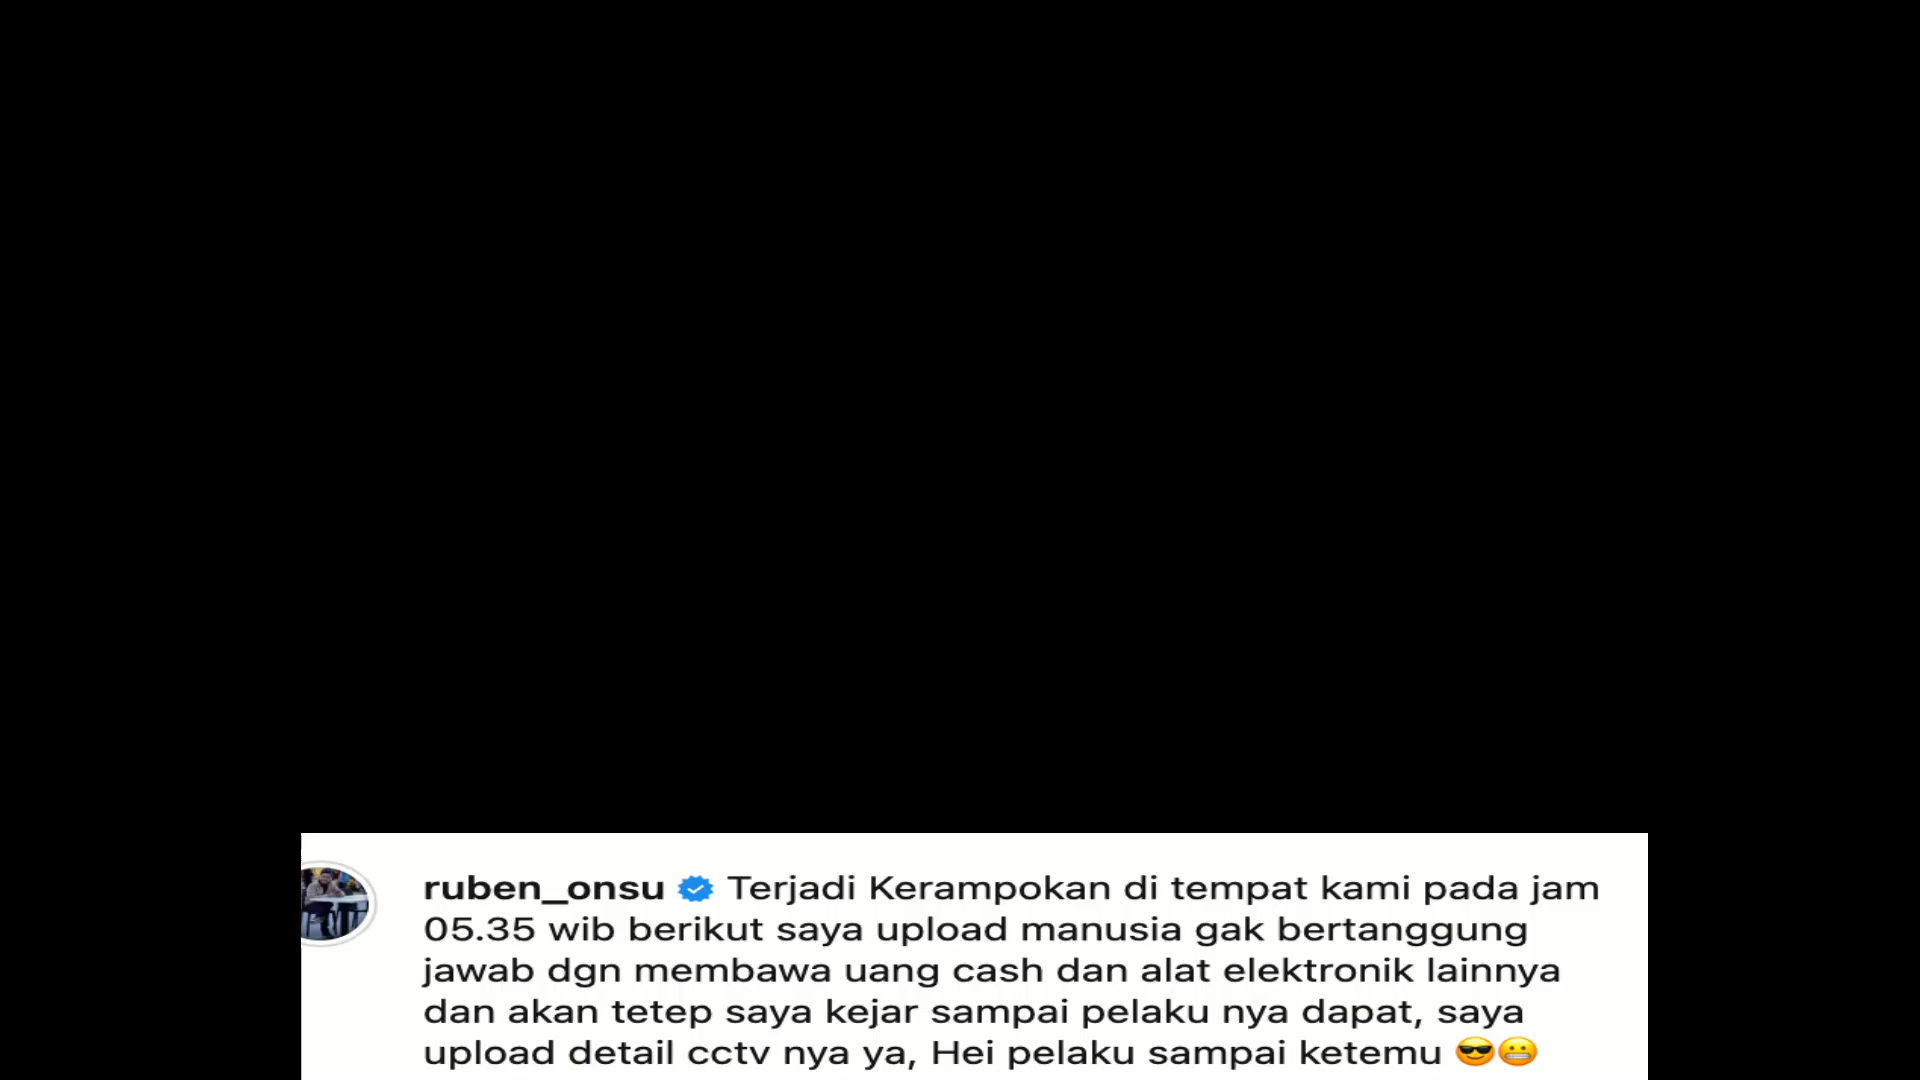 ruben_onsu Terjadi Kerampokan di tempat kami pada jam
05.35 wib berikut saya upload manusia gak bertanggung
jawab dgn membawa uang cash dan alat elektronik lainnya
dan akan tetep saya kejar sampai pelaku nya dapat, saya
upload detail cctv nya ya, Hei pelaku sampai ketemu 😎😬